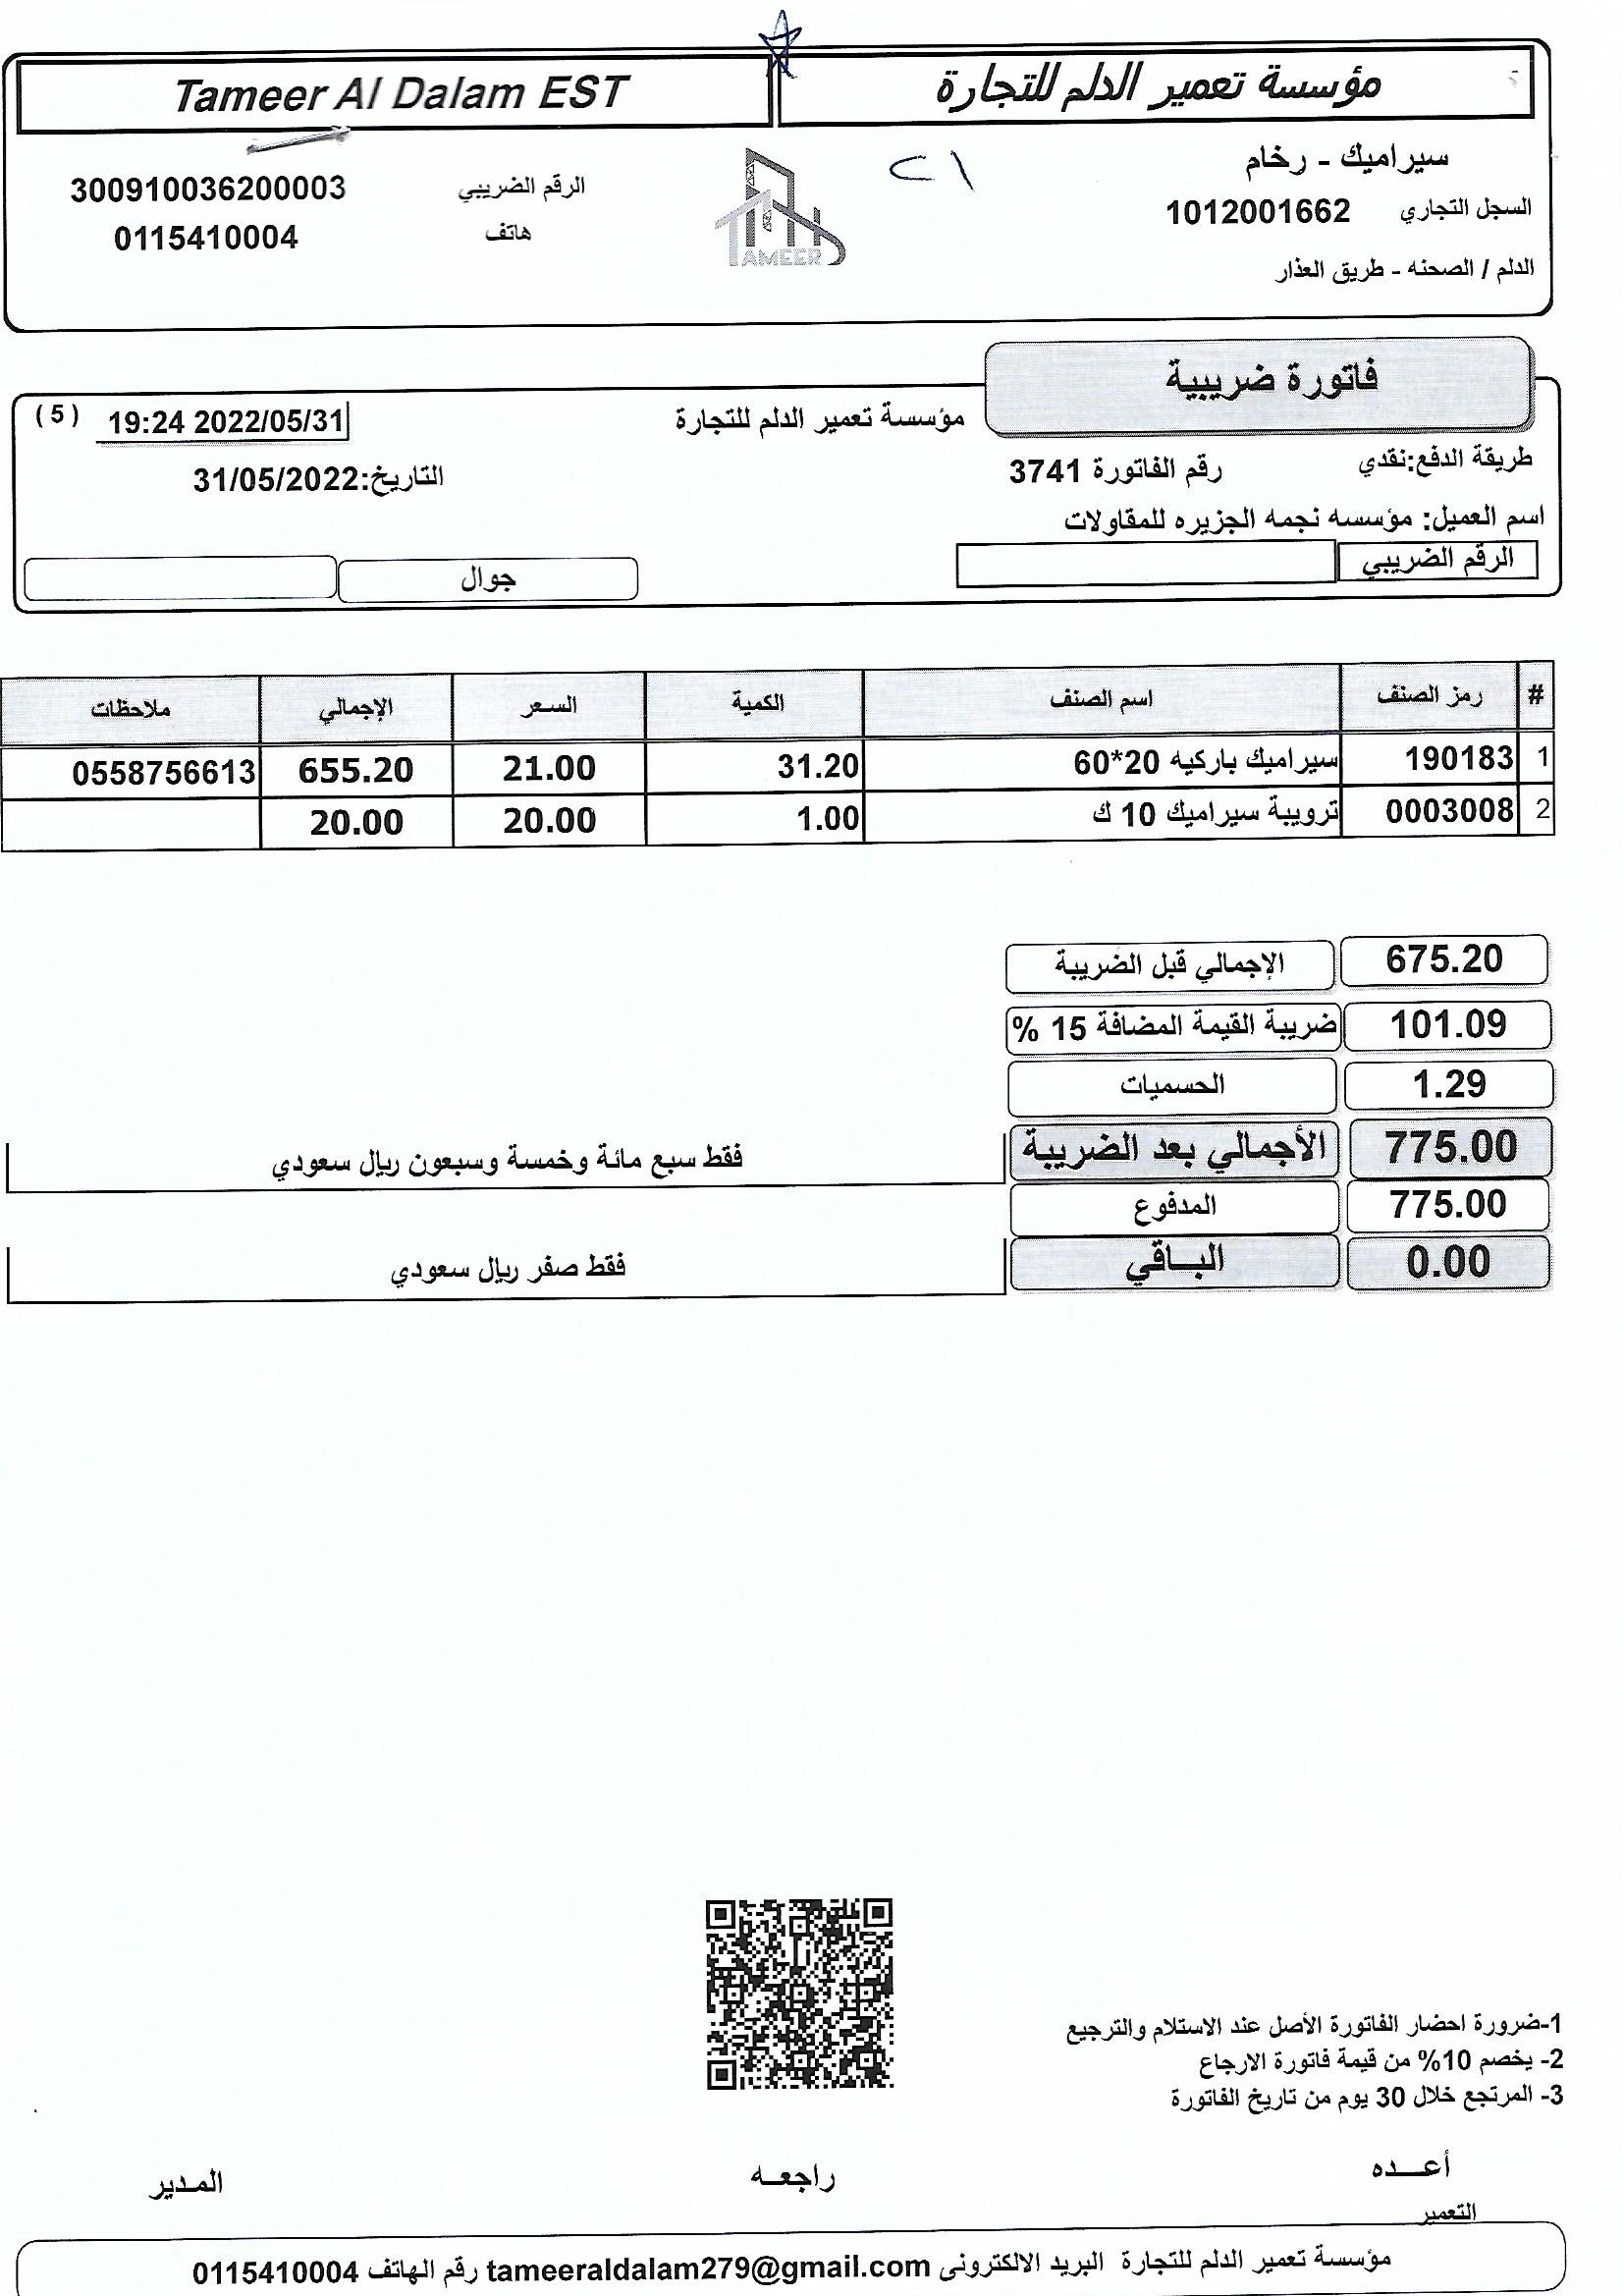 مؤسسة تعمير الدلم للتجارة
Tameer Al Dalam EST
سيراميك - رخام
٢١
السجل التجاري 1012001662
الرقم الضريبي 300910036200003
هاتف 0115410004
الدلم / الصحنه - طريق العذار
TAMEER
فاتورة ضريبية
مؤسسة تعمير الدلم للتجارة
19:24 2022/05/31 (5)
طريقة الدفع:نقدي
رقم الفاتورة 3741
التاريخ:31/05/2022
اسم العميل: مؤسسه نجمه الجزيره للمقاولات
الرقم الضريبي
جوال
# رمز الصنف اسم الصنف الكمية السعر الإجمالي ملاحظات
1 190183 سيراميك باركيه 20*60 31.20 21.00 655.20 0558756613
2 0003008 ترويبة سيراميك 10 ك 1.00 20.00 20.00
الإجمالي قبل الضريبة 675.20
ضريبة القيمة المضافة 15 % 101.09
الحسميات 1.29
الأجمالي بعد الضريبة 775.00
فقط سبع مائة وخمسة وسبعون ريال سعودي
المدفوع 775.00
البــاقي 0.00
فقط صفر ريال سعودي
1-ضرورة احضار الفاتورة الأصل عند الاستلام والترجيع
2- يخصم 10% من قيمة فاتورة الارجاع
3- المرتجع خلال 30 يوم من تاريخ الفاتورة
أعـــده
راجعــه
المـدير
التعمير
مؤسسة تعمير الدلم للتجارة البريد الالكترونى tameeraldalam279@gmail.com رقم الهاتف 0115410004